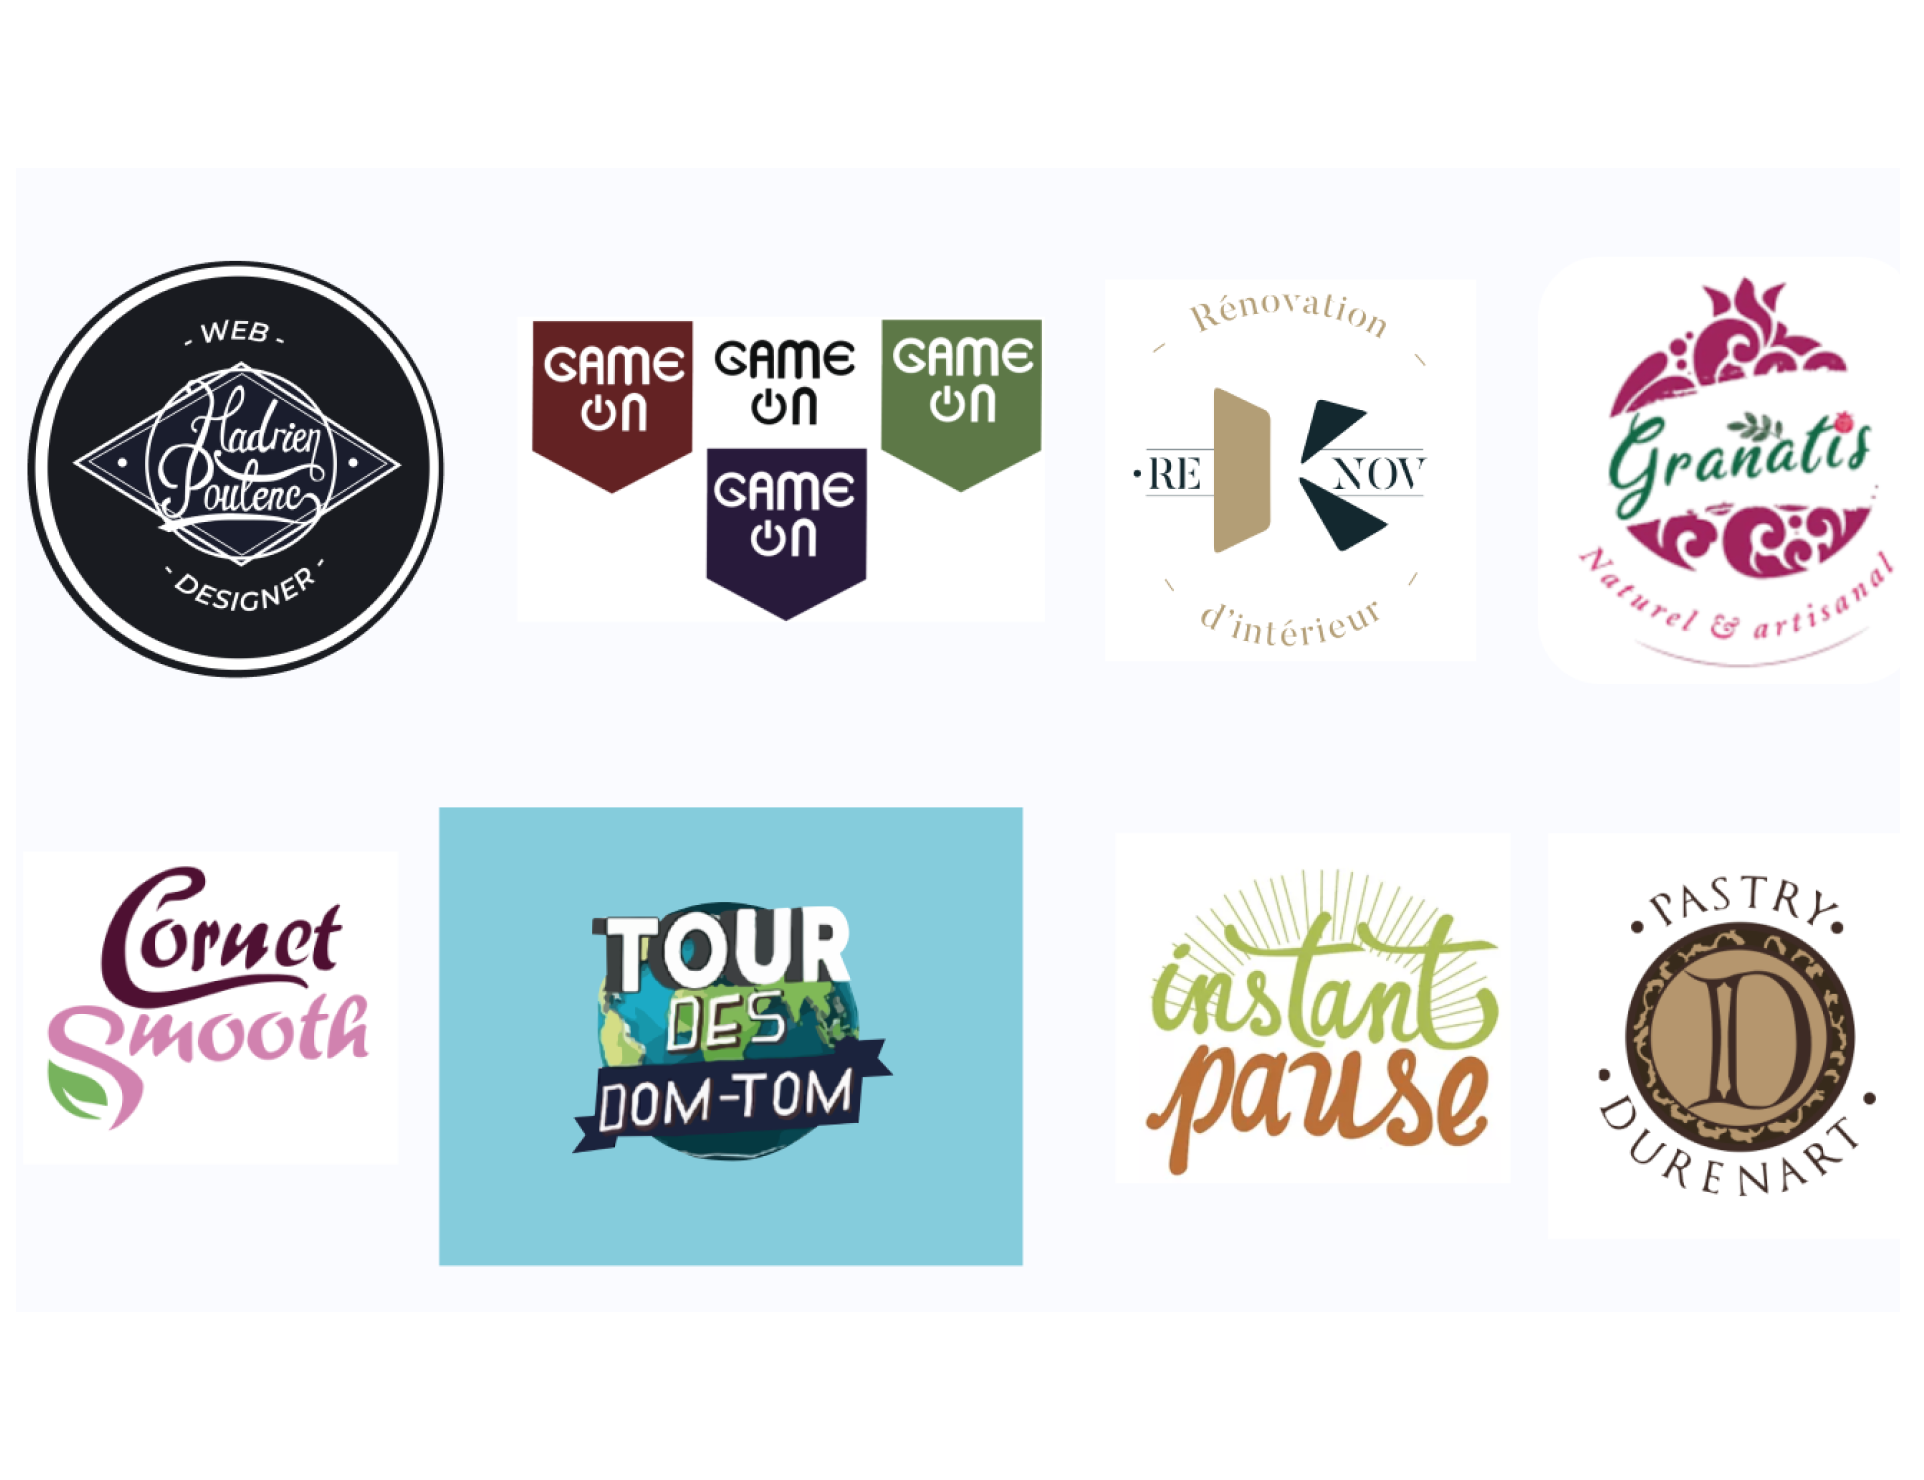 - WEB -
Hadrien
Poulenc
- DESIGNER -
GAME
ON
GAME
ON
GAME
ON
GAME
ON
Rénovation
•RE
K
NOV
d'intérieur
Granatis
Naturel & artisanal
Cornet
Smooth
TOUR
DES
DOM-TOM
instant
pause
•PASTRY•
D
•DURENART•